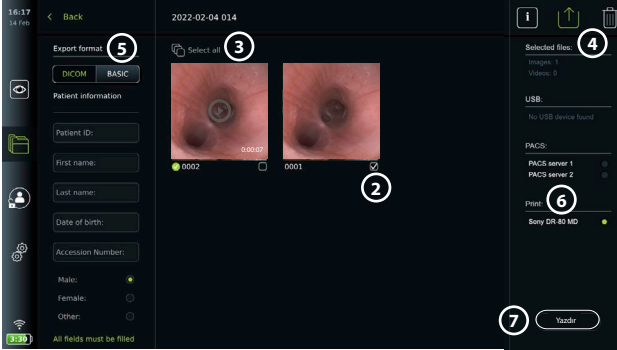 16:17
14 Feb
Back
2022-02-04 014
i
Export format
5
DICOM
BASIC
Patient information
Patient ID:
First name:
Last name:
Date of birth:
Accession Number:
Male:
Female:
Other:
All fields must be filled
3:30
Select all
3
0:00:07
0002
0001
2
4
Selected files:
Images: 1
Videos: 0
USB:
No USB device found
PACS:
PACS server 1
PACS server 2
Print:
6
Sony DR-80 MD
7
Yazdır